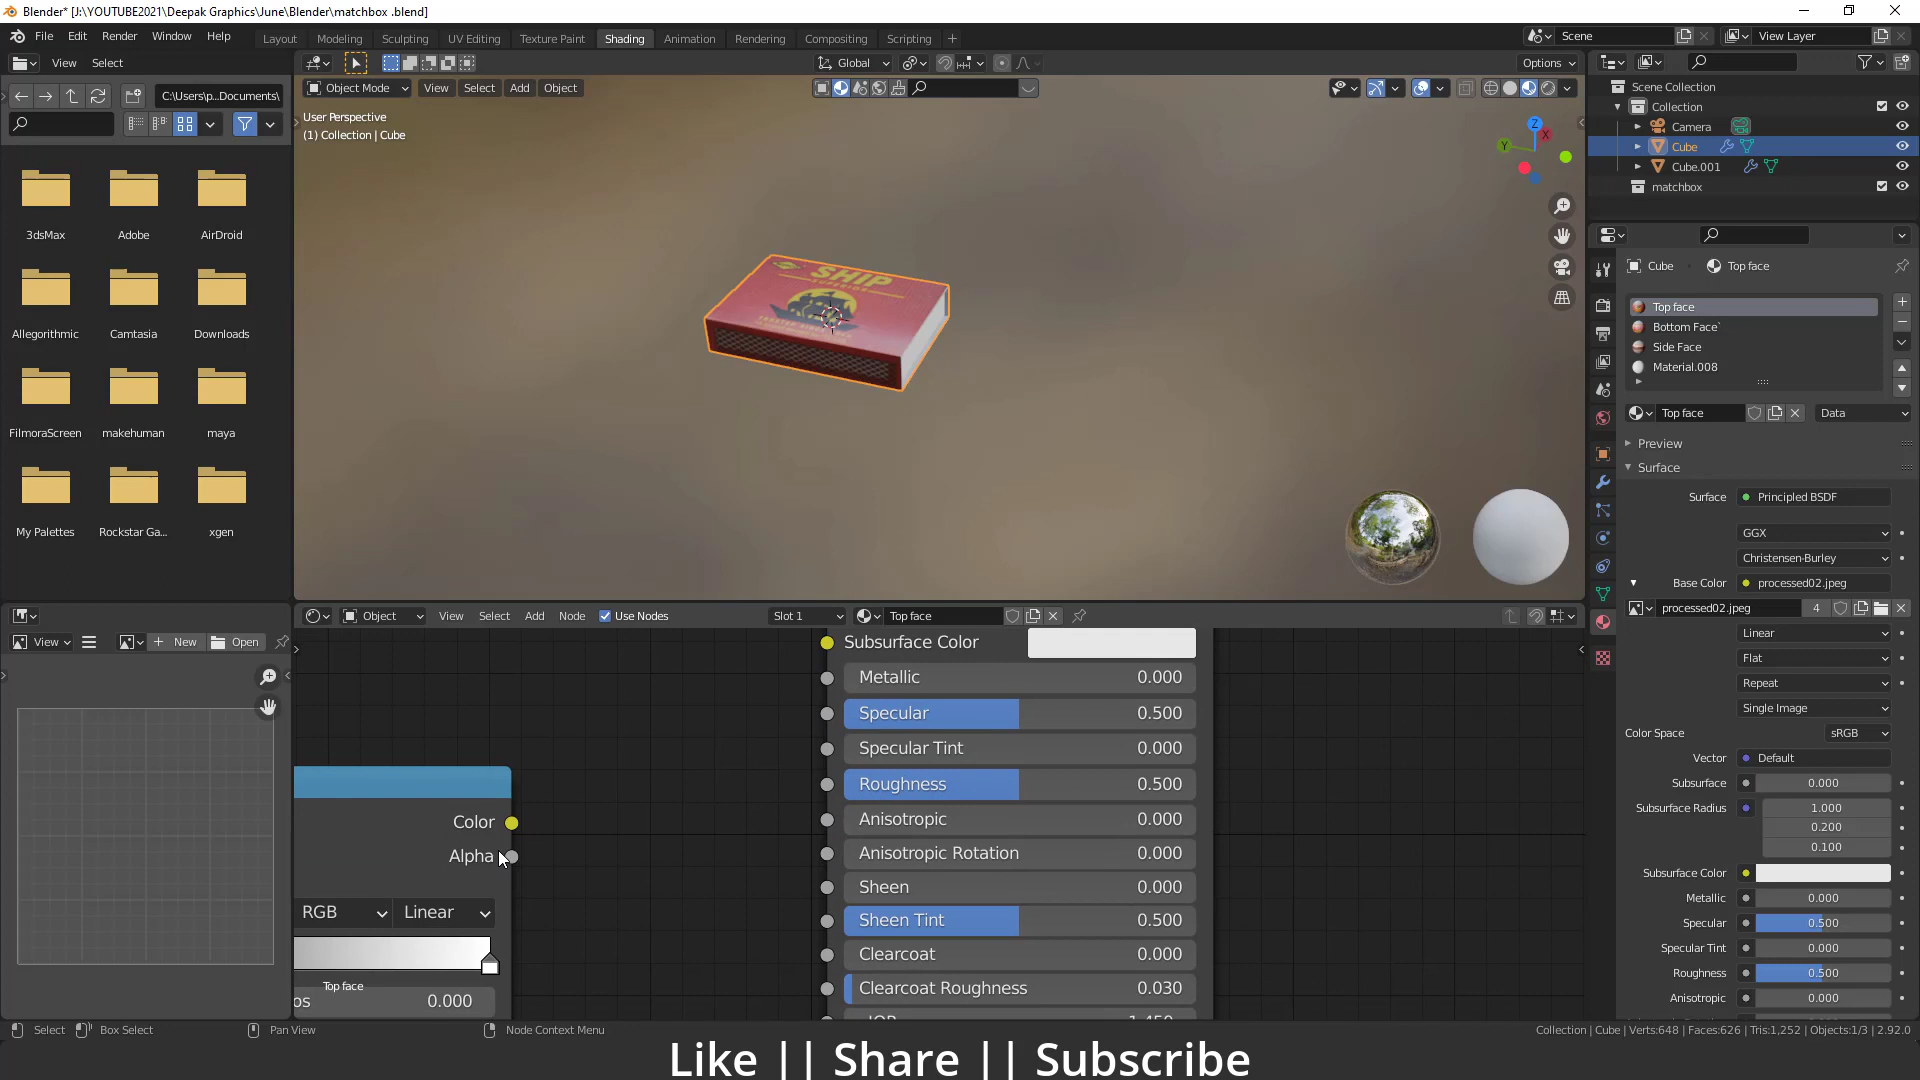 Blender* [J:\YOUTUBE2021\Deepak Graphics\June\Blender\matchbox .blend]
File Edit Render Window Help
Layout Modeling Sculpting UV Editing Texture Paint Shading Animation Rendering Compositing Scripting
Scene
View Layer
View Select
Global
Options
C:\Users\p...Documents\
Object Mode View Select Add Object
User Perspective
(1) Collection | Cube
Z
X
Y
SHIP
SUPERIOR
3dsMax Adobe AirDroid
Allegorithmic Camtasia Downloads
FilmoraScreen makehuman maya
My Palettes Rockstar Ga... xgen
Scene Collection
Collection
Camera
Cube
Cube.001
matchbox
Cube Top face
Top face
Bottom Face`
Side Face
Material.008
Top face Data
Preview
Surface
Surface Principled BSDF
GGX
Christensen-Burley
Base Color processed02.jpeg
processed02.jpeg 4
Linear
Flat
Repeat
Single Image
Color Space sRGB
Vector Default
Subsurface 0.000
Subsurface Radius 1.000
0.200
0.100
Subsurface Color
Metallic 0.000
Specular 0.500
Specular Tint 0.000
Roughness 0.500
Anisotropic 0.000
View New Open
Object View Select Add Node Use Nodes Slot 1 Top face
Color
Alpha
RGB Linear
Top face
os 0.000
Subsurface Color
Metallic 0.000
Specular 0.500
Specular Tint 0.000
Roughness 0.500
Anisotropic 0.000
Anisotropic Rotation 0.000
Sheen 0.000
Sheen Tint 0.500
Clearcoat 0.000
Clearcoat Roughness 0.030
IOR 1.450
Select Box Select Pan View Node Context Menu
Collection | Cube | Verts:648 | Faces:626 | Tris:1,252 | Objects:1/3 | 2.92.0
Like || Share || Subscribe